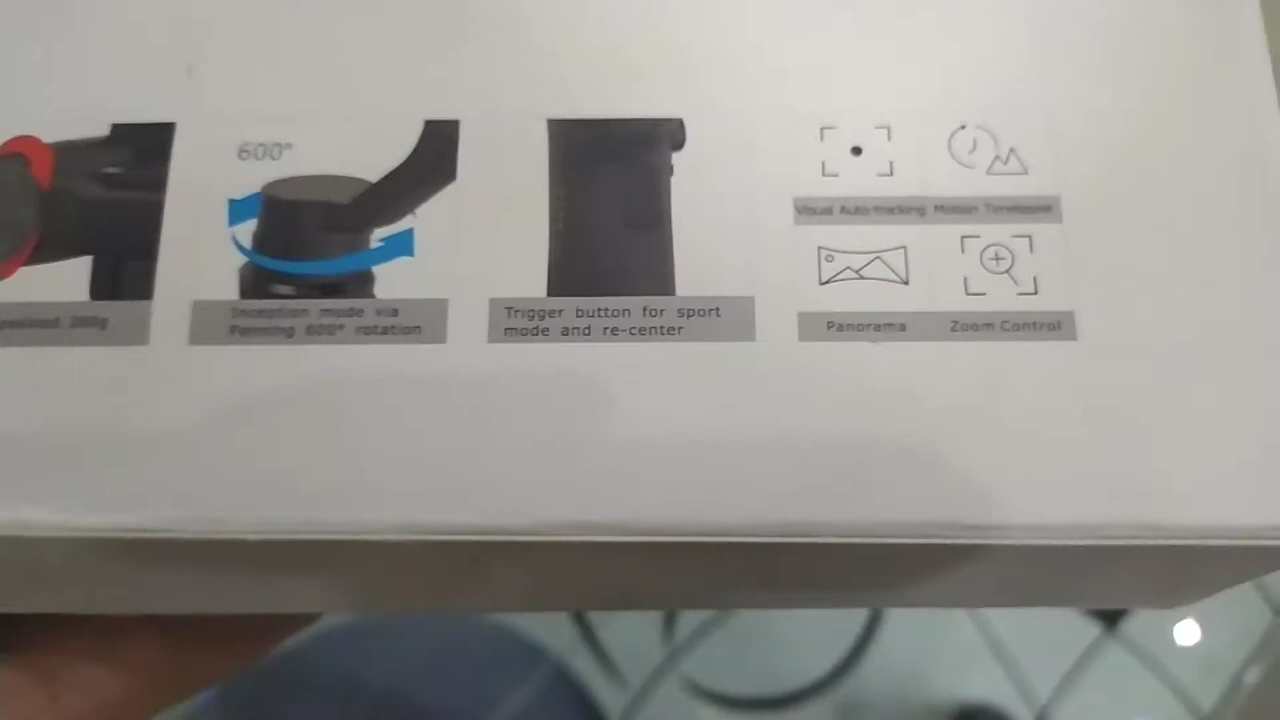 600°
Inception mode via
Panning 600° rotation
Trigger button for sport
mode and re-center
Visual Auto-tracking Motion Timelapse
Panorama Zoom Control